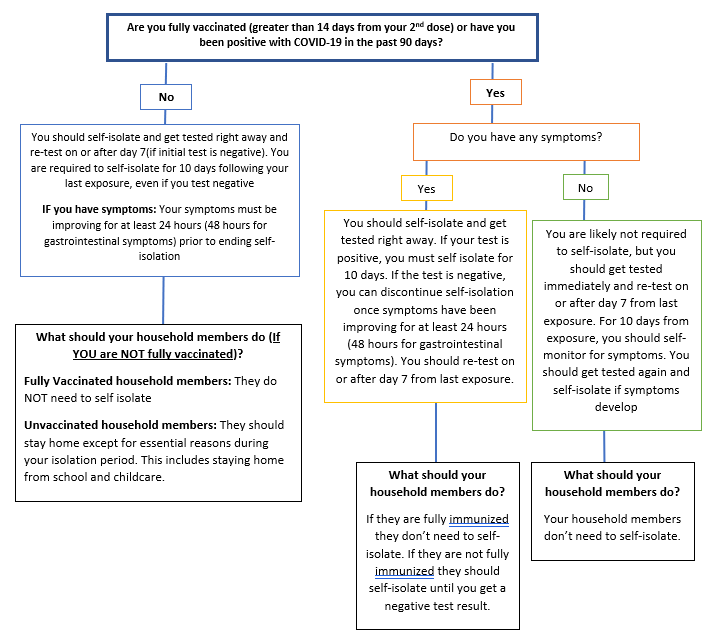 Are you fully vaccinated (greater than 14 days from your 2nd dose) or have you
been positive with COVID-19 in the past 90 days?
No
Yes
You should self-isolate and get tested right away and
re-test on or after day 7(if initial test is negative). You
are required to self-isolate for 10 days following your
last exposure, even if you test negative
IF you have symptoms: Your symptoms must be
improving for at least 24 hours (48 hours for
gastrointestinal symptoms) prior to ending self-
isolation
What should your household members do (If
YOU are NOT fully vaccinated)?
Fully Vaccinated household members: They do
NOT need to self isolate
Unvaccinated household members: They should
stay home except for essential reasons during
your isolation period. This includes staying home
from school and childcare.
Do you have any symptoms?
Yes
No
You should self-isolate and get
tested right away. If your test is
positive, you must self isolate for
10 days. If the test is negative,
you can discontinue self-isolation
once symptoms have been
improving for at least 24 hours
(48 hours for gastrointestinal
symptoms). You should re-test on
or after day 7 from last exposure.
What should your
household members do?
If they are fully immunized
they don't need to self-
isolate. If they are not fully
immunized they should
self-isolate until you get a
negative test result.
You are likely not required
to self-isolate, but you
should get tested
immediately and re-test on
or after day 7 from last
exposure. For 10 days from
exposure, you should self-
monitor for symptoms. You
should get tested again and
self-isolate if symptoms
develop
What should your
household members do?
Your household members
don't need to self-isolate.